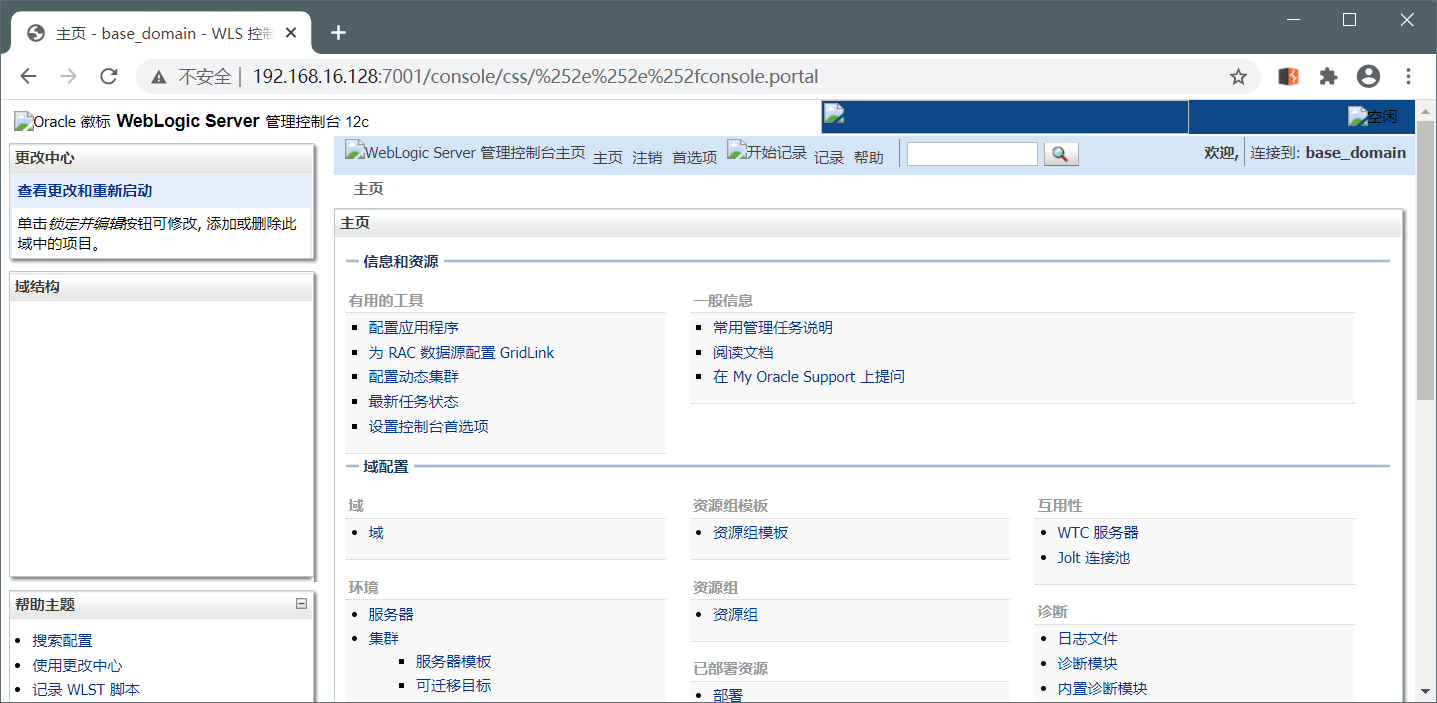 主页 - base_domain - WLS 控制
不安全 | 192.168.16.128:7001/console/css/%252e%252e%252fconsole.portal
Oracle 徽标 WebLogic Server 管理控制台 12c
空闲
更改中心
查看更改和重新启动
单击锁定并编辑按钮可修改, 添加或删除此
域中的项目。
域结构
帮助主题
搜索配置
使用更改中心
记录 WLST 脚本
WebLogic Server 管理控制台主页 主页 注销 首选项 开始记录 记录 帮助
欢迎, 连接到: base_domain
主页
主页
信息和资源
有用的工具
配置应用程序
为 RAC 数据源配置 GridLink
配置动态集群
最新任务状态
设置控制台首选项
一般信息
常用管理任务说明
阅读文档
在 My Oracle Support 上提问
域配置
域
域
环境
服务器
集群
服务器模板
可迁移目标
资源组模板
资源组模板
资源组
资源组
已部署资源
部署
互用性
WTC 服务器
Jolt 连接池
诊断
日志文件
诊断模块
内置诊断模块